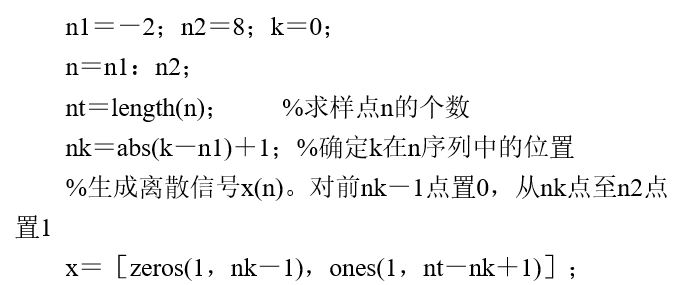 n1＝－2；n2＝8；k＝0；
n＝n1：n2；
nt＝length(n)； %求样点n的个数
nk＝abs(k－n1)＋1；%确定k在n序列中的位置
%生成离散信号x(n)。对前nk－1点置0，从nk点至n2点
置1
x＝［zeros(1，nk－1)，ones(1，nt－nk＋1)］；